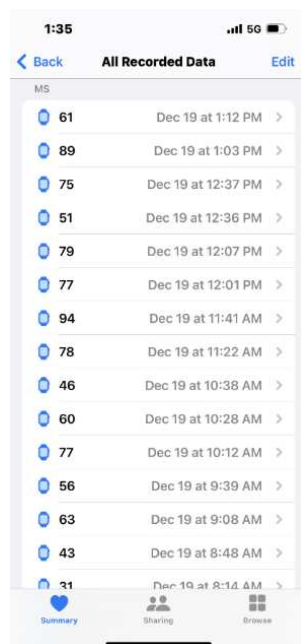 1:35 5G
Back All Recorded Data Edit
MS
61 Dec 19 at 1:12 PM
89 Dec 19 at 1:03 PM
75 Dec 19 at 12:37 PM
51 Dec 19 at 12:36 PM
79 Dec 19 at 12:07 PM
77 Dec 19 at 12:01 PM
94 Dec 19 at 11:41 AM
78 Dec 19 at 11:22 AM
46 Dec 19 at 10:38 AM
60 Dec 19 at 10:28 AM
77 Dec 19 at 10:12 AM
56 Dec 19 at 9:39 AM
63 Dec 19 at 9:08 AM
43 Dec 19 at 8:48 AM
31 Dec 19 at 8:14 AM
Summary Sharing Browse